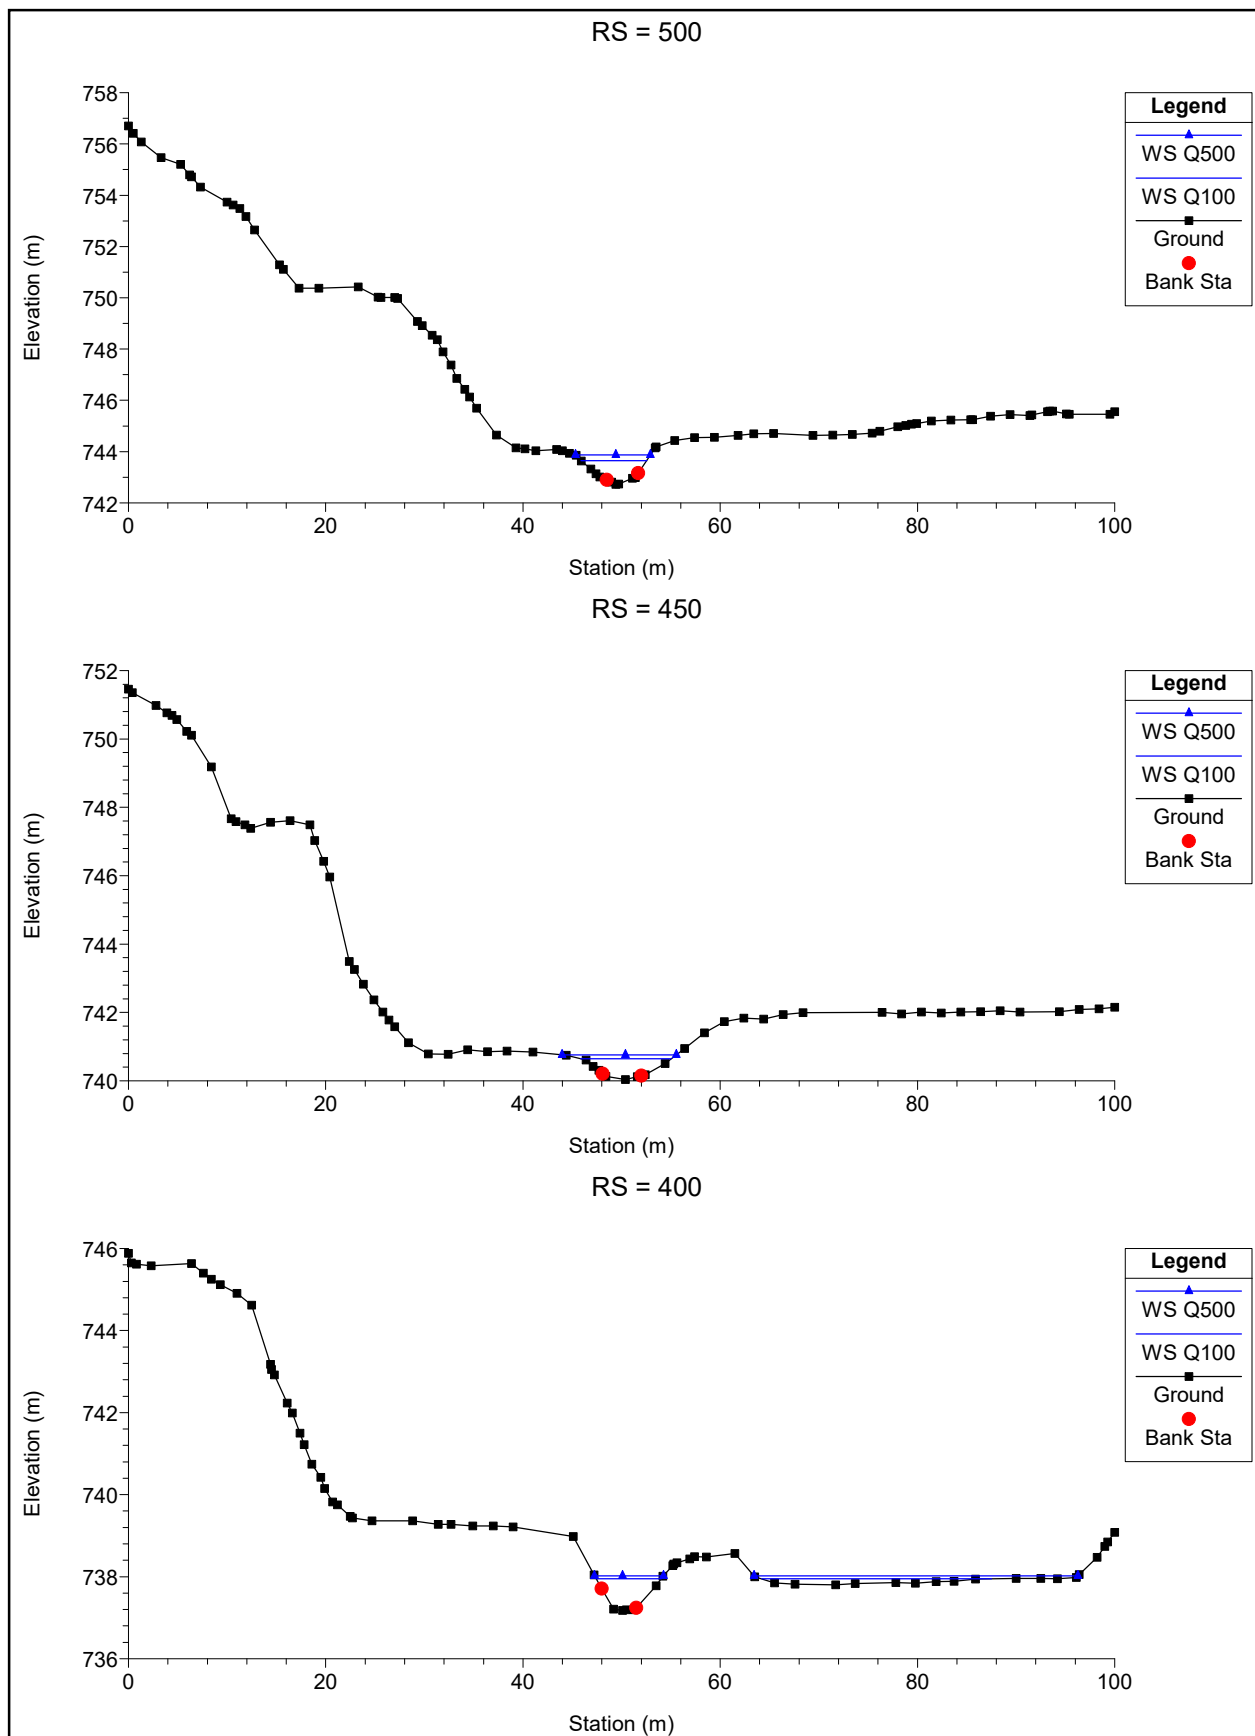 RS = 500
758
756
754
752
750
748
746
744
742
Elevation (m)
0 20 40 60 80 100
Station (m)
Legend
WS Q500
WS Q100
Ground
Bank Sta
RS = 450
752
750
748
746
744
742
740
Elevation (m)
0 20 40 60 80 100
Station (m)
Legend
WS Q500
WS Q100
Ground
Bank Sta
RS = 400
746
744
742
740
738
736
Elevation (m)
0 20 40 60 80 100
Station (m)
Legend
WS Q500
WS Q100
Ground
Bank Sta